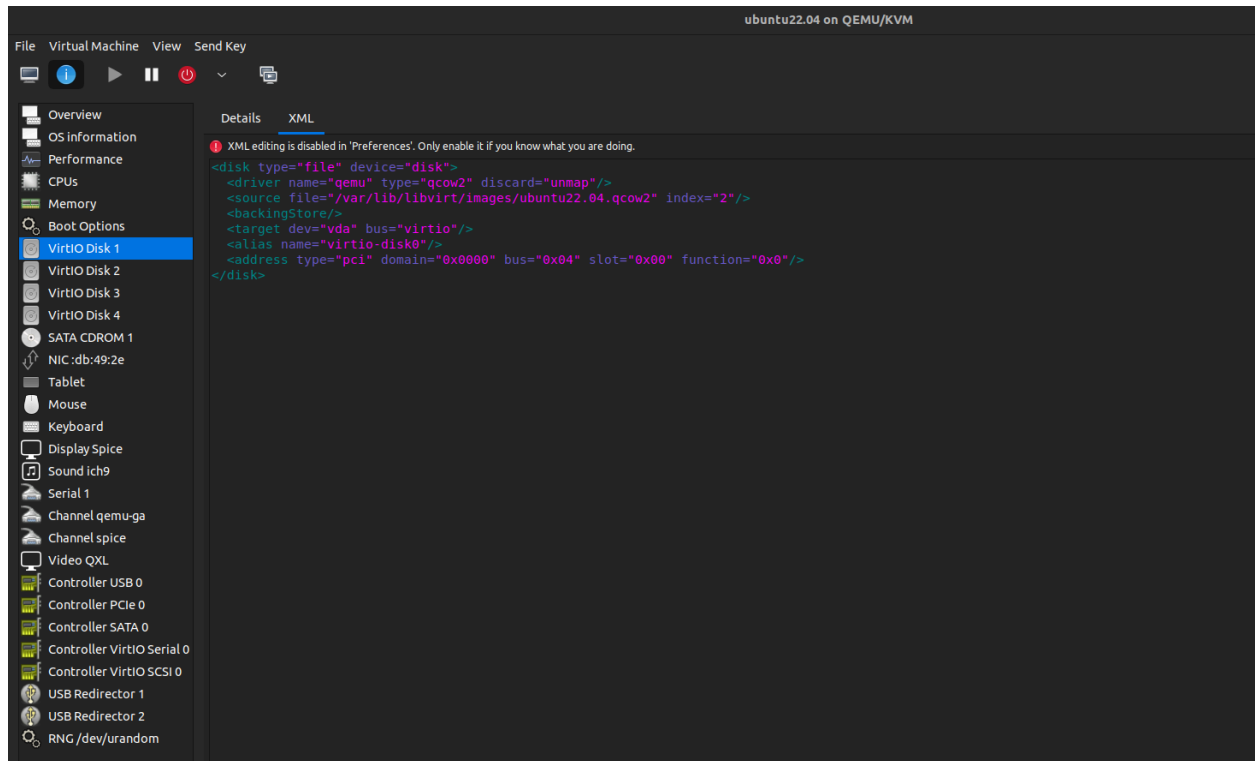 ubuntu22.04 on QEMU/KVM
File Virtual Machine View Send Key
Overview
OS information
Performance
CPUs
Memory
Boot Options
VirtIO Disk 1
VirtIO Disk 2
VirtIO Disk 3
VirtIO Disk 4
SATA CDROM 1
NIC :db:49:2e
Tablet
Mouse
Keyboard
Display Spice
Sound ich9
Serial 1
Channel qemu-ga
Channel spice
Video QXL
Controller USB 0
Controller PCIe 0
Controller SATA 0
Controller VirtIO Serial 0
Controller VirtIO SCSI 0
USB Redirector 1
USB Redirector 2
RNG /dev/urandom
Details XML
XML editing is disabled in 'Preferences'. Only enable it if you know what you are doing.
<disk type="file" device="disk">
  <driver name="qemu" type="qcow2" discard="unmap"/>
  <source file="/var/lib/libvirt/images/ubuntu22.04.qcow2" index="2"/>
  <backingStore/>
  <target dev="vda" bus="virtio"/>
  <alias name="virtio-disk0"/>
  <address type="pci" domain="0x0000" bus="0x04" slot="0x00" function="0x0"/>
</disk>